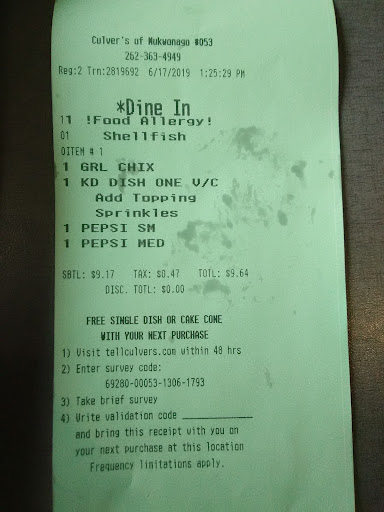 Culver's of Mukwonago #053
262-363-4949
Reg:2 Trn:2819692 6/17/2019 1:25:29 PM
*Dine In
11 !Food Allergy!
01 Shellfish
OITEM # 1
1 GRL CHIX
1 KD DISH ONE V/C
Add Topping
Sprinkles
1 PEPSI SM
1 PEPSI MED
SBTL: $9.17 TAX: $0.47 TOTL: $9.64
DISC. TOTL: $0.00
FREE SINGLE DISH OR CAKE CONE
WITH YOUR NEXT PURCHASE
1) Visit tellculvers.com within 48 hrs
2) Enter survey code:
69280-00053-1306-1793
3) Take brief survey
4) Write validation code ______________
and bring this receipt with you on
your next purchase at this location
Frequency limitations apply.